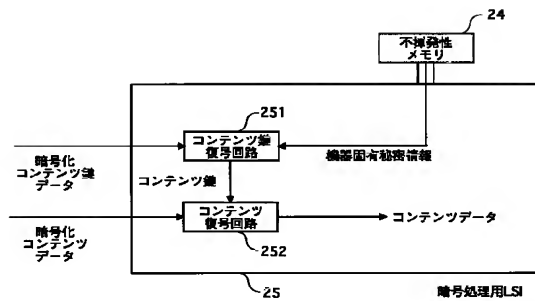 24
不揮発性
メモリ
251
コンテンツ鍵
復号回路
暗号化
コンテンツ鍵
データ
機器固有秘密情報
コンテンツ鍵
コンテンツ
復号回路
コンテンツデータ
暗号化
コンテンツ
データ
252
25
暗号処理用LSI